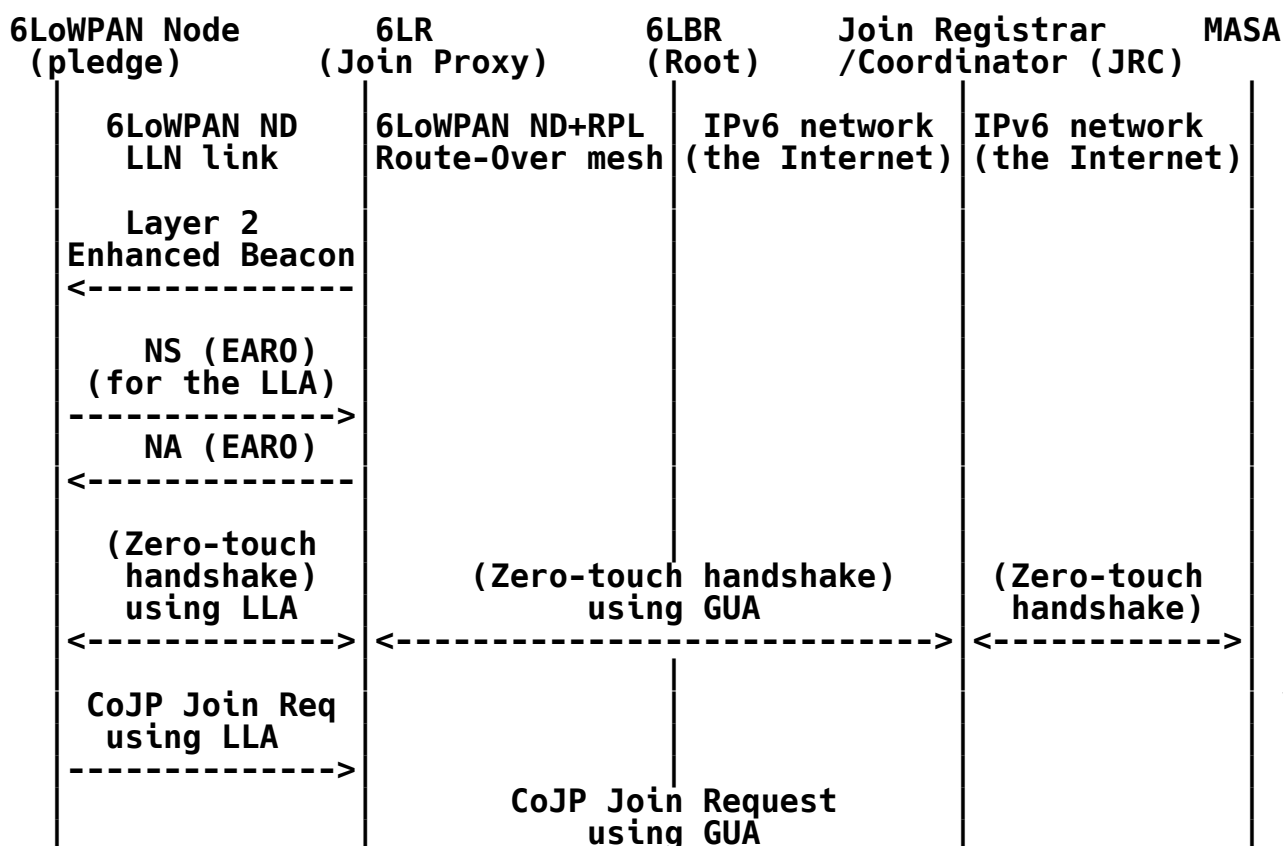 6LoWPAN Node 6LR 6LBR Join Registrar MASA
(pledge) (Join Proxy) (Root) /Coordinator (JRC)
6LoWPAN ND 6LoWPAN ND+RPL IPv6 network IPv6 network
LLN link Route-Over mesh (the Internet) (the Internet)
Layer 2
Enhanced Beacon
<--------------
NS (EARO)
(for the LLA)
-------------->
NA (EARO)
<--------------
(Zero-touch
handshake) (Zero-touch handshake) (Zero-touch
using LLA using GUA handshake)
<-------------> <----------------------------> <------------>
CoJP Join Req
using LLA
-------------->
CoJP Join Request
using GUA